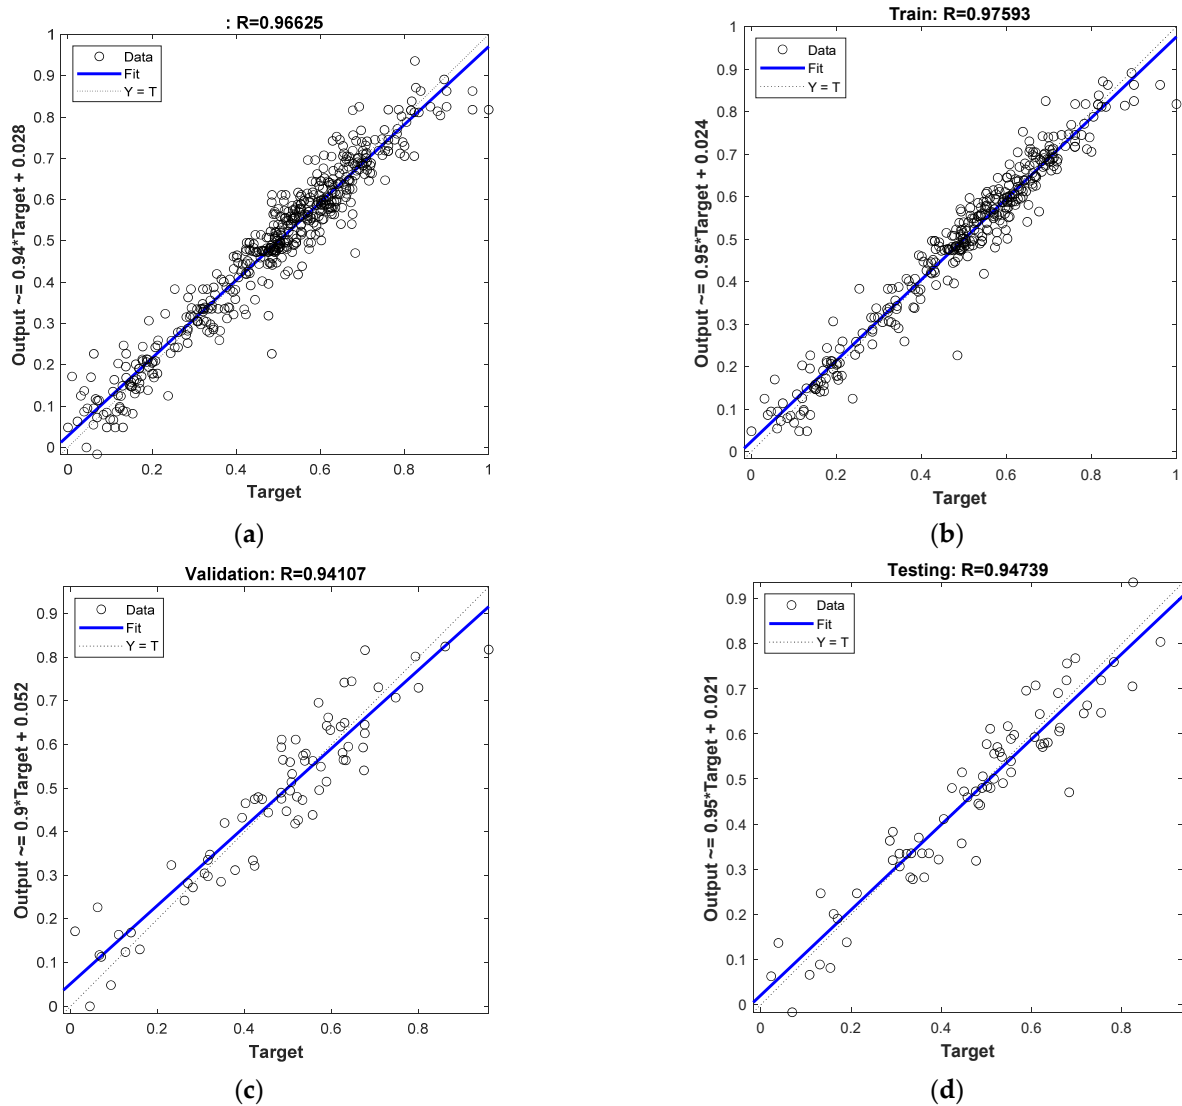 : R=0.96625
Data
Fit
Y = T
Output ~= 0.94*Target + 0.028
1
0.9
0.8
0.7
0.6
0.5
0.4
0.3
0.2
0.1
0
0 0.2 0.4 0.6 0.8 1
Target
(a)
Train: R=0.97593
Data
Fit
Y = T
Output ~= 0.95*Target + 0.024
1
0.9
0.8
0.7
0.6
0.5
0.4
0.3
0.2
0.1
0
0 0.2 0.4 0.6 0.8 1
Target
(b)
Validation: R=0.94107
Data
Fit
Y = T
Output ~= 0.9*Target + 0.052
0.9
0.8
0.7
0.6
0.5
0.4
0.3
0.2
0.1
0
0 0.2 0.4 0.6 0.8
Target
(c)
Testing: R=0.94739
Data
Fit
Y = T
Output ~= 0.95*Target + 0.021
0.9
0.8
0.7
0.6
0.5
0.4
0.3
0.2
0.1
0
0 0.2 0.4 0.6 0.8
Target
(d)